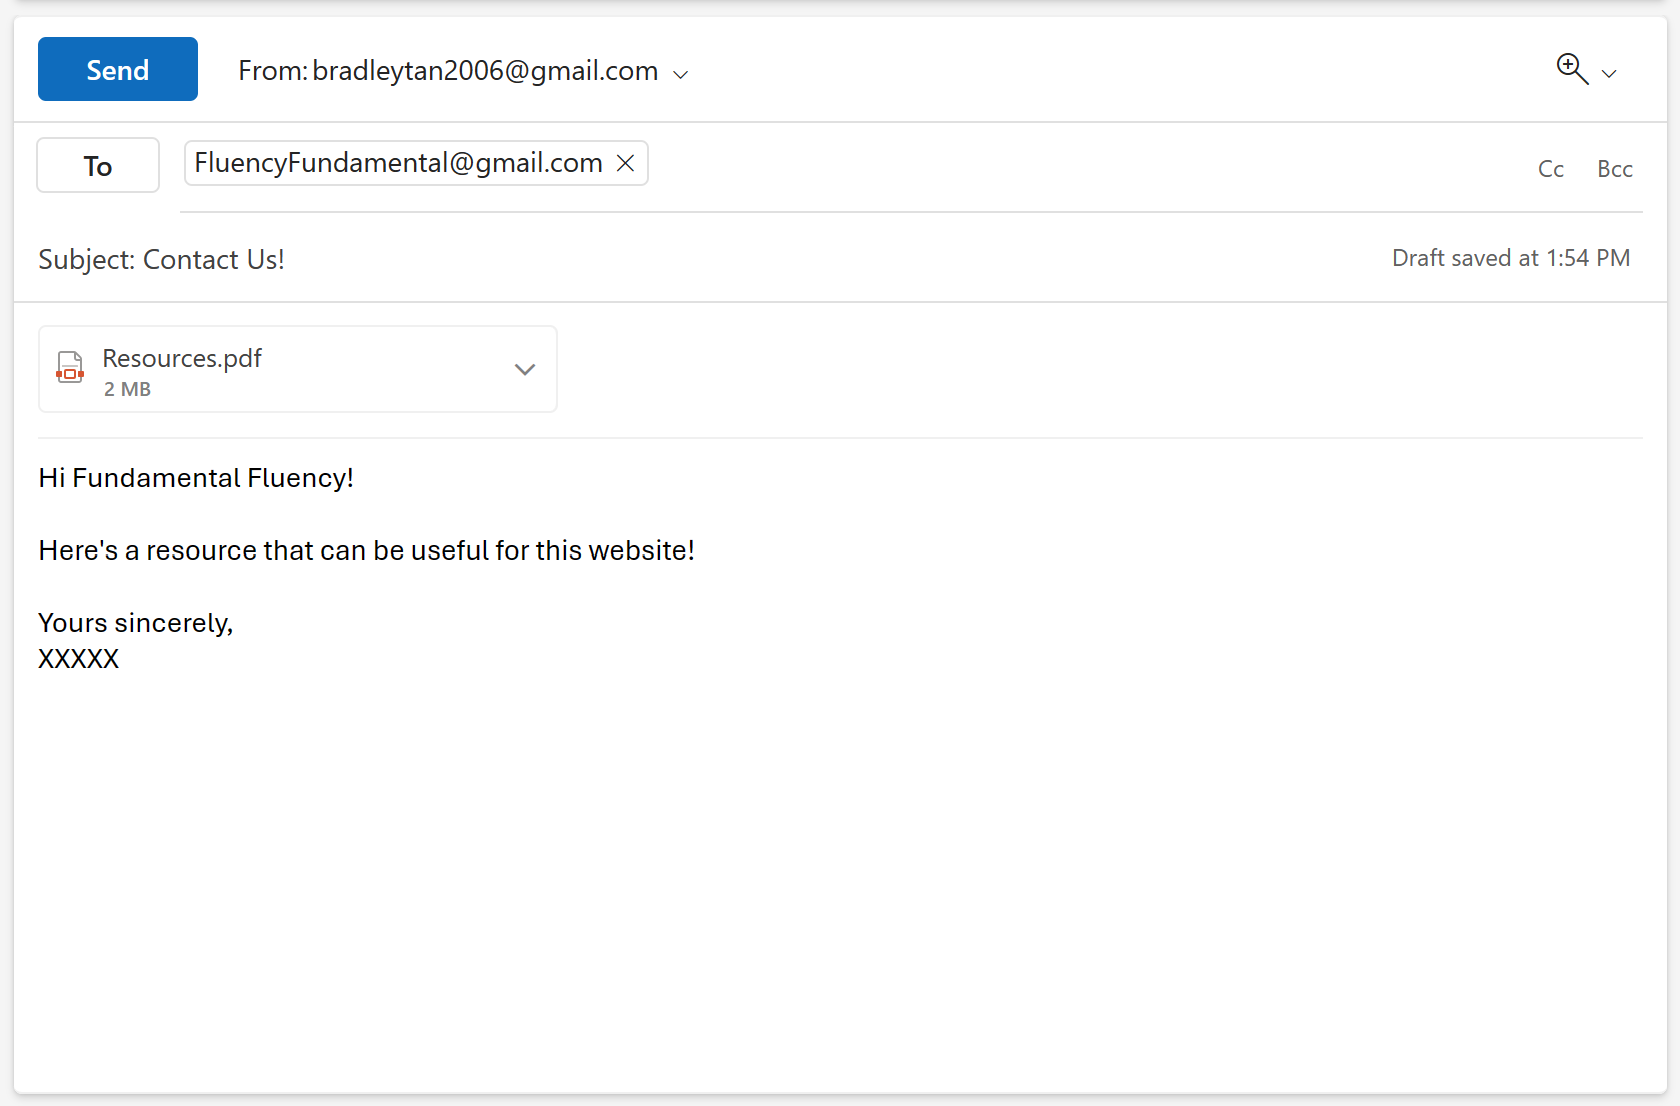 Send
From: bradleytan2006@gmail.com
To
FluencyFundamental@gmail.com
Cc Bcc
Subject: Contact Us!
Draft saved at 1:54 PM
Resources.pdf
2 MB
Hi Fundamental Fluency!
Here's a resource that can be useful for this website!
Yours sincerely,
XXXXX